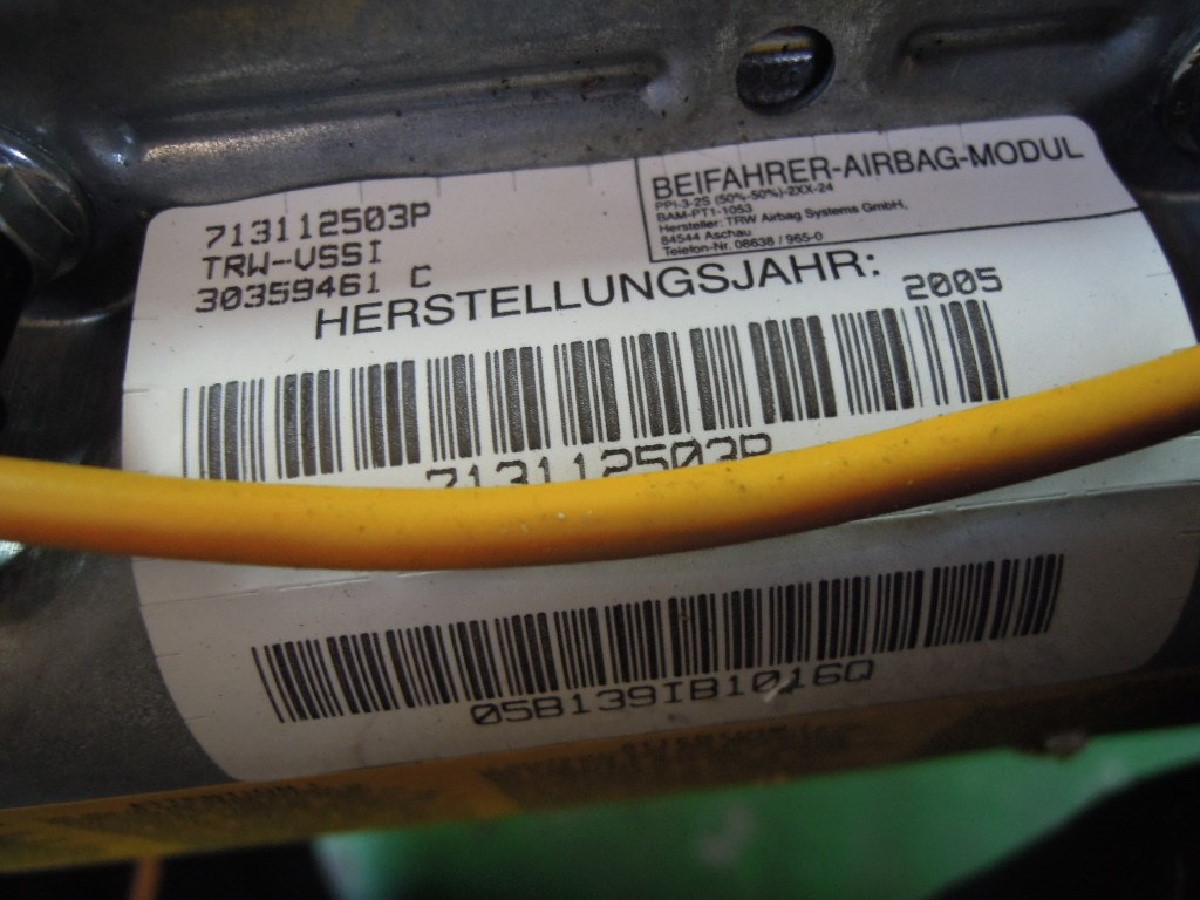 713112503P
TRW-VSSI
30359461 C
BEIFAHRER-AIRBAG-MODUL
PPI-3-2S (50%-50%)-2XX-24
BAM-PT1-1053
Hersteller: TRW Airbag Systems GmbH,
84544 Aschau
Telefon-Nr. 08638 / 965-0
HERSTELLUNGSJAHR: 2005
713112503P
05B139IB1016Q